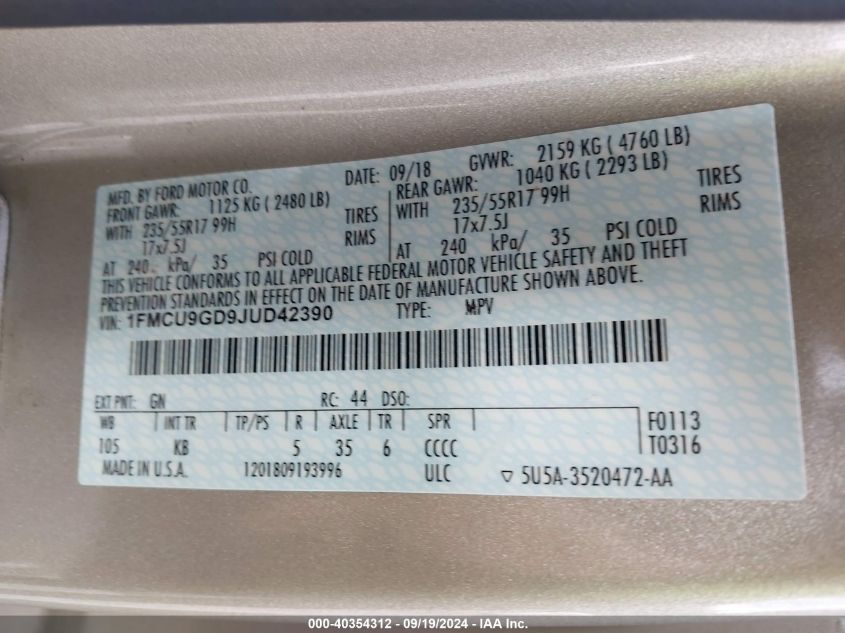 MFD. BY FORD MOTOR CO. DATE: 09/18 GVWR: 2159 KG ( 4760 LB)
FRONT GAWR: 1125 KG ( 2480 LB) REAR GAWR: 1040 KG ( 2293 LB)
WITH 235/55R17 99H TIRES WITH 235/55R17 99H TIRES
17x7.5J RIMS 17x7.5J RIMS
AT 240. kPa/ 35 PSI COLD AT 240 kPa/ 35 PSI COLD
THIS VEHICLE CONFORMS TO ALL APPLICABLE FEDERAL MOTOR VEHICLE SAFETY AND THEFT
PREVENTION STANDARDS IN EFFECT ON THE DATE OF MANUFACTURE SHOWN ABOVE.
VIN: 1FMCU9GD9JUD42390 TYPE: MPV
EXT PNT: GN RC: 44 DSO:
WB INT TR TP/PS R AXLE TR SPR F0113
105 KB 5 35 6 CCCC T0316
MADE IN U.S.A. 1201809193996 ULC ▽ 5U5A-3520472-AA
000-40354312 - 09/19/2024 - IAA Inc.